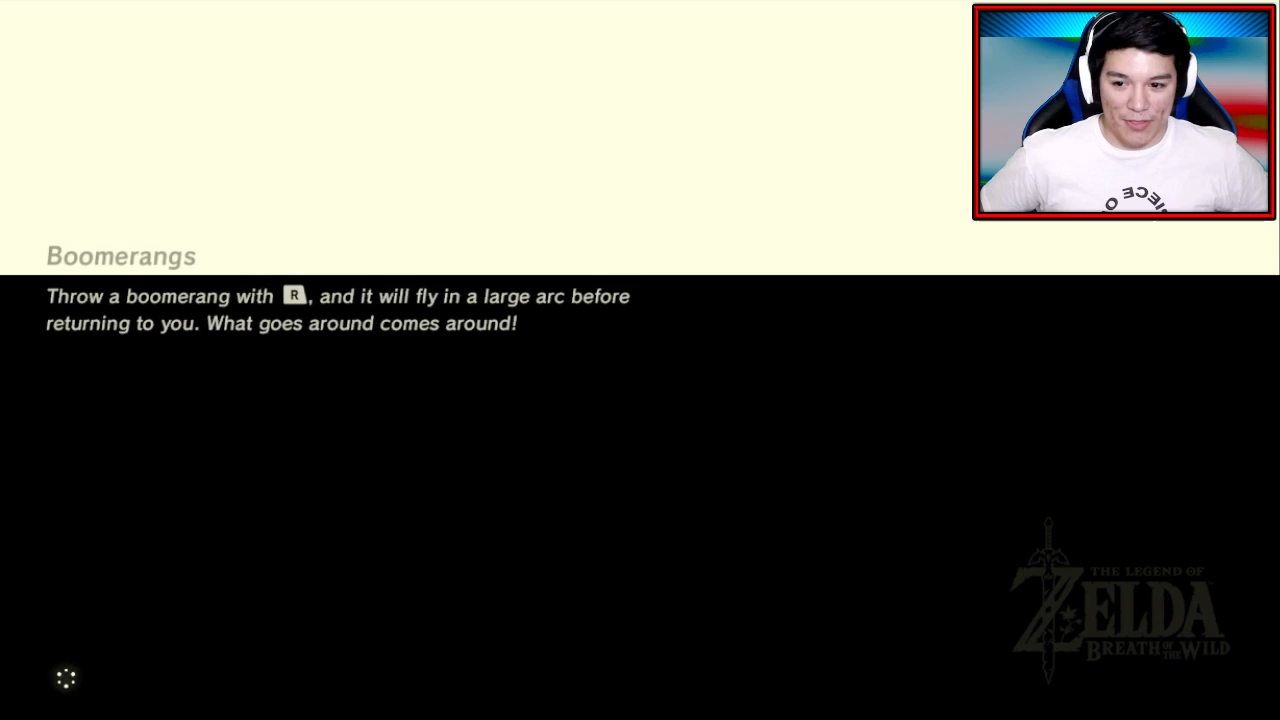 PIECE O
Boomerangs
Throw a boomerang with R, and it will fly in a large arc before
returning to you. What goes around comes around!
THE LEGEND OF
ZELDA
BREATH OF THE WILD